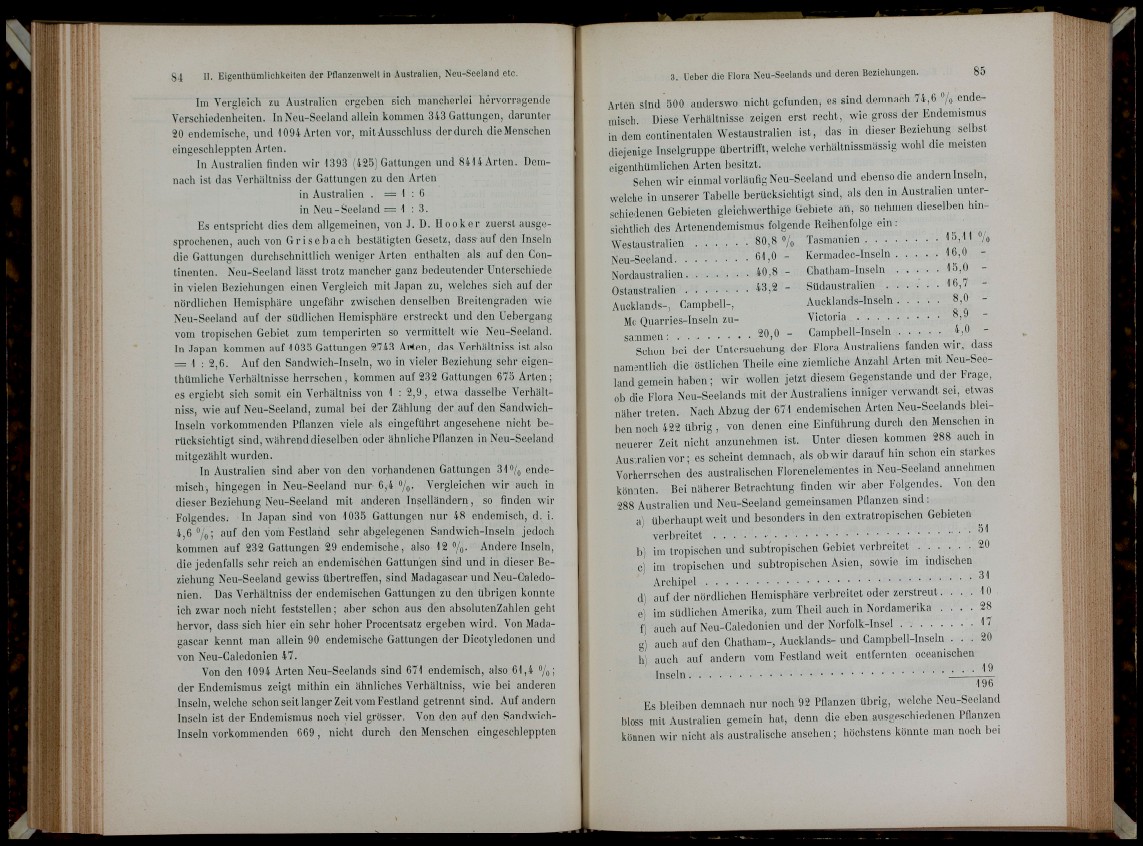 84 II. Eigenthümlichkeiten der Pflanzenwelt in Australien, Neu-Seeland etc.
Im Vergleich zu Australien ergeben sich mancherlei hervorragende
Verschiedenheiten. In Neu-Seeland allein kommen 343 Gattungen, darunter
20 endemische, und 1094 Arten vor, mit Ausschluss der durch die Menschen
eingeschleppten Arten.
In Australien finden wir 1393 (425) Gattungen und 8414 Arten. Dem-
nach ist das Verhältniss der Gattungen zu den Arten
in Australien . = 1 : 6
in Neu-Seeland = 1 : 3.
Es entspricht dies dem allgemeinen, von J. D. Hooker zuerst ausge-
sprochenen, auch von Grisebach bestätigten Gesetz, dass auf den Inseln
die Gattungen durchschnittlich weniger Arten enthalten als auf den Con-
tinenten. Neu-Seeland lässt trotz mancher ganz bedeutender Unterschiede
in vielen Beziehungen einen Vergleich mit Japan zu, welches sich auf der
nördlichen Hemisphäre ungefähr zwischen denselben Breitengraden wie
Neu-Seeland auf der südlichen Hemisphäre erstreckt und den Uebergang
vom tropischen Gebiet zum temperirten so vermittelt wie Neu-Seeland.
In Japan kommen auf 1035 Gattungen 2743 Arten, das Verhältniss ist also
= 1 : 2,6. Auf den Sandwich-Inseln, wo in vieler Beziehung sehr eigen-
thümliche Verhältnisse herrschen, kommen auf 232 Gattungen 675 Arten;
es ergiebt sich somit ein Verhältniss von 1 : 2,9, etwa dasselbe Verhält-
niss, wie auf Neu-Seeland, zumal bei der Zählung der auf den Sandwich-
Inseln vorkommenden Pflanzen viele als eingeführt angesehene nicht be-
rücksichtigt sind, während dieselben oder ähnliche Pflanzen in Neu-Seeland
mitgezählt wurden.
In Australien sind aber von den vorhandenen Gattungen 31 % ende-
misch, hingegen in Neu-Seeland nur 6,4 %. Vergleichen wir auch in
dieser Beziehung Neu-Seeland mit anderen Inselländern, so finden wir
Folgendes. In Japan sind von 1035 Gattungen nur 48 endemisch, d. i.
4,6 %; auf den vom Festland sehr abgelegenen Sandwich-Inseln jedoch
kommen auf 232 Gattungen 29 endemische, also 12 %. Andere Inseln,
die jedenfalls sehr reich an endemischen Gattungen sind und in dieser Be-
ziehung Neu-Seeland gewiss übertreffen, sind Madagascar und Neu-Caledo-
nien. Das Verhältniss der endemischen Gattungen zu den übrigen konnte
ich zwar noch nicht feststellen; aber schon aus den absoluten Zahlen geht
hervor, dass sich hier ein sehr hoher Procentsatz ergeben wird. Von Mada-
gascar kennt man allein 90 endemische Gattungen der Dicotyledonen und
von Neu-Caledonien 47.
Von den 1094 Arten Neu-Seelands sind 671 endemisch, also 61,4 %;
der Endemismus zeigt mithin ein ähnliches Verhältniss, wie bei anderen
Inseln, welche schon seit langer Zeit vom Festland getrennt sind. Auf andern
Inseln ist der Endemismus noch viel grösser. Von den auf den Sandwich-
Inseln vorkommenden 669, nicht durch den Menschen eingeschleppten
3. Ueber die Flora Neu-Seelands und deren Beziehungen. 85
Arten sind 500 anderswo nicht gefunden, es sind demnach 74,6 % ende-
misch. Diese Verhältnisse zeigen erst recht, wie gross der Endemismus
in dem continentalen Westaustralien ist, das in dieser Beziehung selbst
diejenige Inselgruppe übertrifft, welche verhältnissmässig wohl die meisten
eigenthümlichen Arten besitzt.
Sehen wir einmal vorläufig Neu-Seeland und ebenso die andern Inseln,
welche in unserer Tabelle berücksichtigt sind, als den in Australien unter-
schiedenen Gebieten gleichwerthige Gebiete an, so nehmen dieselben hin-
sichtlich des Artenendemismus folgende Reihenfolge ein:
Westaustralien . . . . . . 80,8 % Tasmanien . . . . . . . . 15,11 %
Neu-Seeland . . . . . . . . 61,0 - Kermadec-Inseln . . . . . 16,0 -
Nordaustralien . . . . . . . 40,8 - Chatham-Inseln . . . . . 15,0 -
Ostaustralien . . . . . . . 43,2 - Südaustralien . . . . . . 16,7 -
Aucklands-, Campbell-, Aucklands-Inseln . . . . . 8,0 -
Mc Quarries-Inseln zu- Victoria . . . . . . . . . 8,9 -
sammen: . . . . . . . . 20,0 - Campbell-Inseln . . . . . 4,0 -
Schon bei der Untersuchung der Flora Australiens fanden wir, dass
namentlich die östlichen Theile eine ziemliche Anzahl Arten mit Neu-See-
land gemein haben; wir wollen jetzt diesem Gegenstande und der Frage,
ob die Flora Neu-Seelands mit der Australiens inniger verwandt sei, etwas
näher treten. Nach Abzug der 671 endemischen Arten Neu-Seelands blei-
ben noch 422 übrig, von denen eine Einführung durch den Menschen in
neuerer Zeit nicht anzunehmen ist. Unter diesen kommen 288 auch in
Australien vor; es scheint demnach, als ob wir darauf hin schon ein starkes
Vorherrschen des australischen Florenelementes in Neu-Seeland annehmen
könnten. Bei näherer Betrachtung finden wir aber Folgendes. Von den
288 Australien und Neu-Seeland gemeinsamen Pflanzen sind:
a) überhaupt weit und besonders in den extratropischen Gebieten
verbreitet . . . . . . . . . . . . . . . . . . . . . . . . . . 51
b) im tropischen und subtropischen Gebiet verbreitet . . . . . . 20
c) im tropischen und subtropischen Asien, sowie im indischen
Archipel . . . . . . . . . . . . . . . . . . . . . . . . . . . 31
d) auf der nördlichen Hemisphäre verbreitet oder zerstreut . . . . 10
e) im südlichen Amerika, zum Theil auch in Nordamerika . . . . 28
f) auch auf Neu-Caledonien und der Norfolk-Insel . . . . . . . . 17
g) auch auf den Chatham-, Aucklands- und Campbell-Inseln . . . 20
h) auch auf andern vom Festland weit entfernten oceanischen
Inseln . . . . . . . . . . . . . . . . . . . . . . . . . . . . 19
196
Es bleiben demnach nur noch 92 Pflanzen übrig, welche Neu-Seeland
bloss mit Australien gemein hat, denn die eben ausgeschiedenen Pflanzen
können wir nicht als australische ansehen; höchstens könnte man noch bei